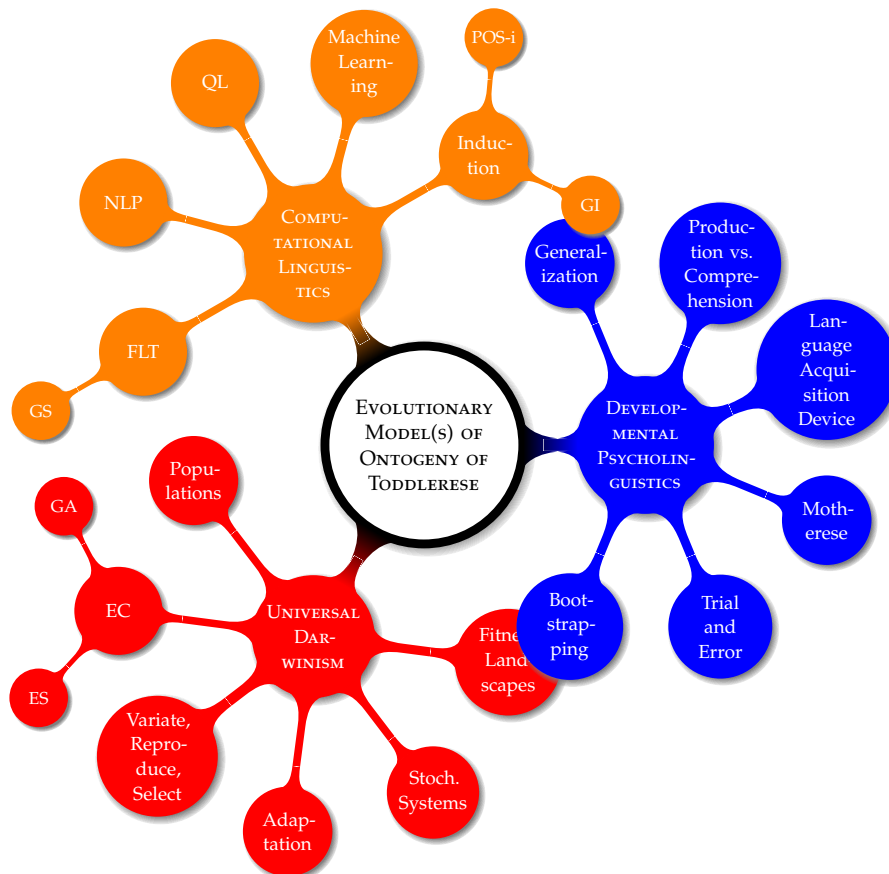 Machine
Learn-
ing
POS-i
QL
Induc-
tion
NLP
GI
COMPU-
TATIONAL
LINGUIS-
TICS
General-
ization
Produc-
tion vs.
Compre-
hension
FLT
GS
Lan-
guage
Acqui-
sition
Device
EVOLUTIONARY
MODEL(S) OF
ONTOGENY OF
TODDLERESE
DEVELOP-
MENTAL
PSYCHOLIN-
GUISTICS
Popu-
lations
GA
Moth-
erese
EC
UNIVERSAL
DAR-
WINISM
Land
scapes
Boot-
strap-
ping
Trial
and
Error
ES
Variate,
Repro-
duce,
Select
Stoch.
Systems
Adap-
tation